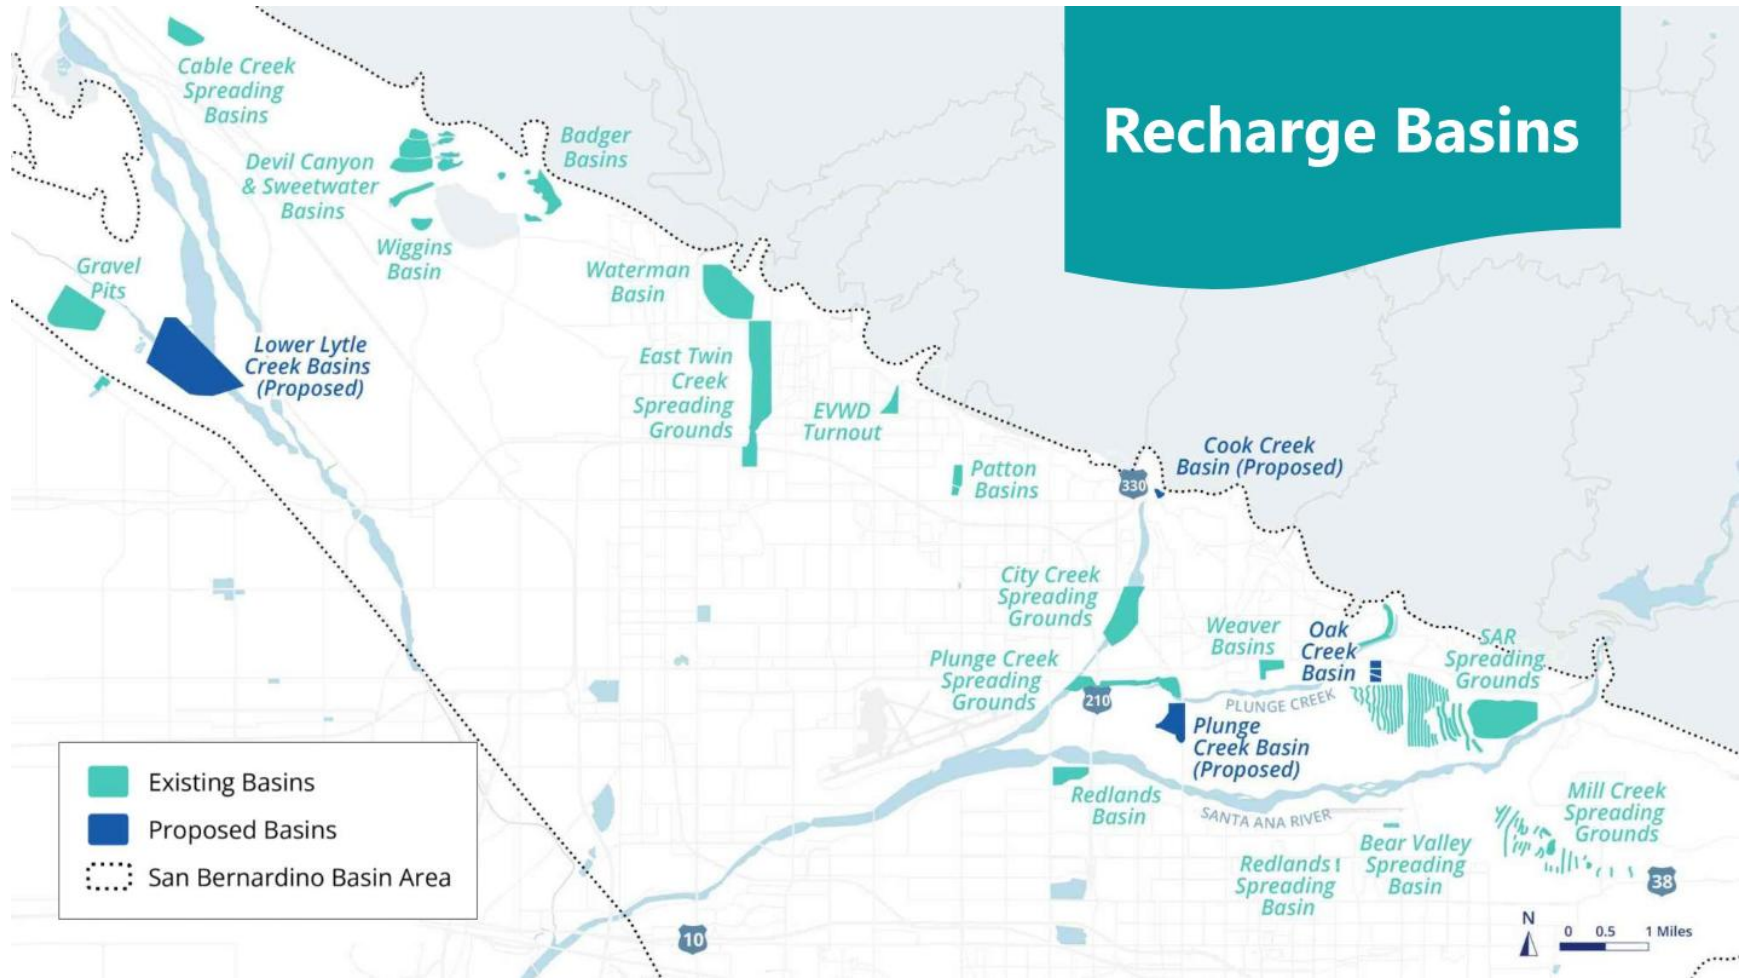 Recharge Basins
Cable Creek
Spreading
Basins
Devil Canyon
& Sweetwater
Basins
Badger
Basins
Wiggins
Basin
Gravel
Pits
Waterman
Basin
Lower Lytle
Creek Basins
(Proposed)
East Twin
Creek
Spreading
Grounds
EVWD
Turnout
Patton
Basins
Cook Creek
Basin (Proposed)
330
City Creek
Spreading
Grounds
Weaver
Basins
Oak
Creek
Basin
SAR
Spreading
Grounds
Plunge Creek
Spreading
Grounds
210
PLUNGE CREEK
Plunge
Creek Basin
(Proposed)
Redlands
Basin
SANTA ANA RIVER
Mill Creek
Spreading
Grounds
Bear Valley
Spreading
Basin
Redlands
Spreading
Basin
38
10
Existing Basins
Proposed Basins
San Bernardino Basin Area
N
0 0.5 1 Miles